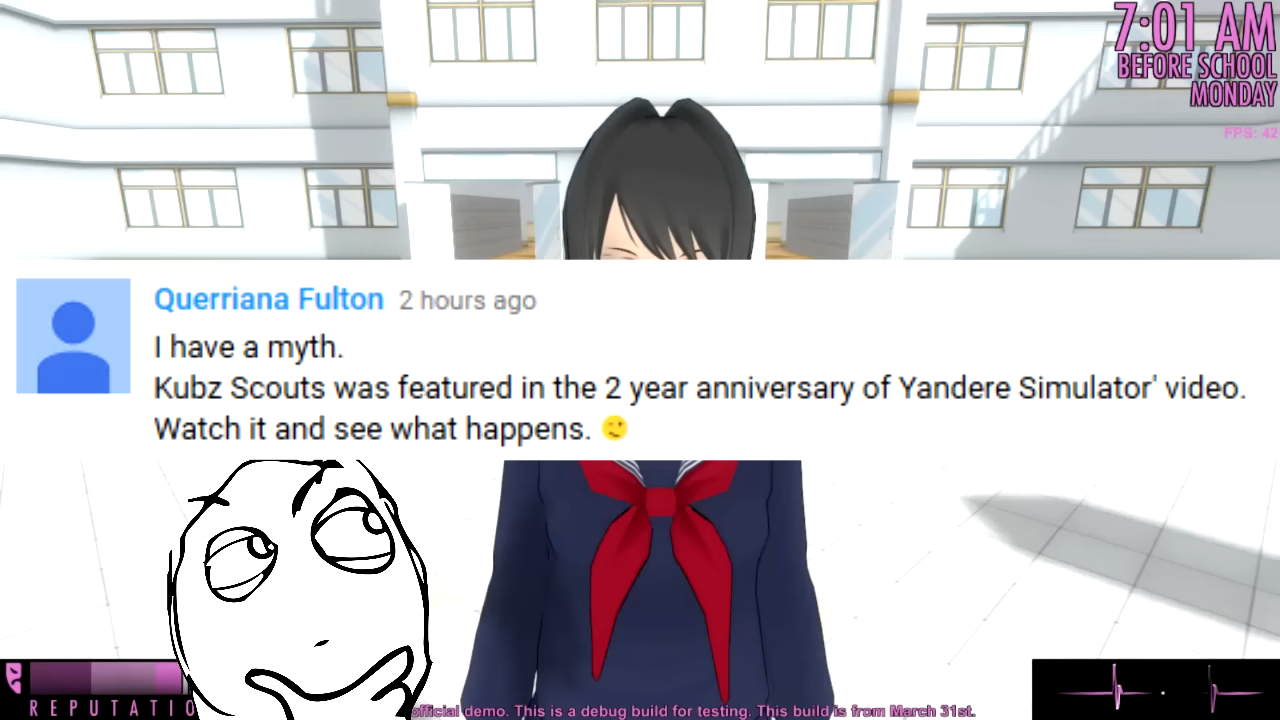 7:01 AM
BEFORE SCHOOL
MONDAY
FPS: 42
Querriana Fulton 2 hours ago
I have a myth.
Kubz Scouts was featured in the 2 year anniversary of Yandere Simulator' video.
Watch it and see what happens.
REPUTATIO
official demo. This is a debug build for testing. This build is from March 31st.